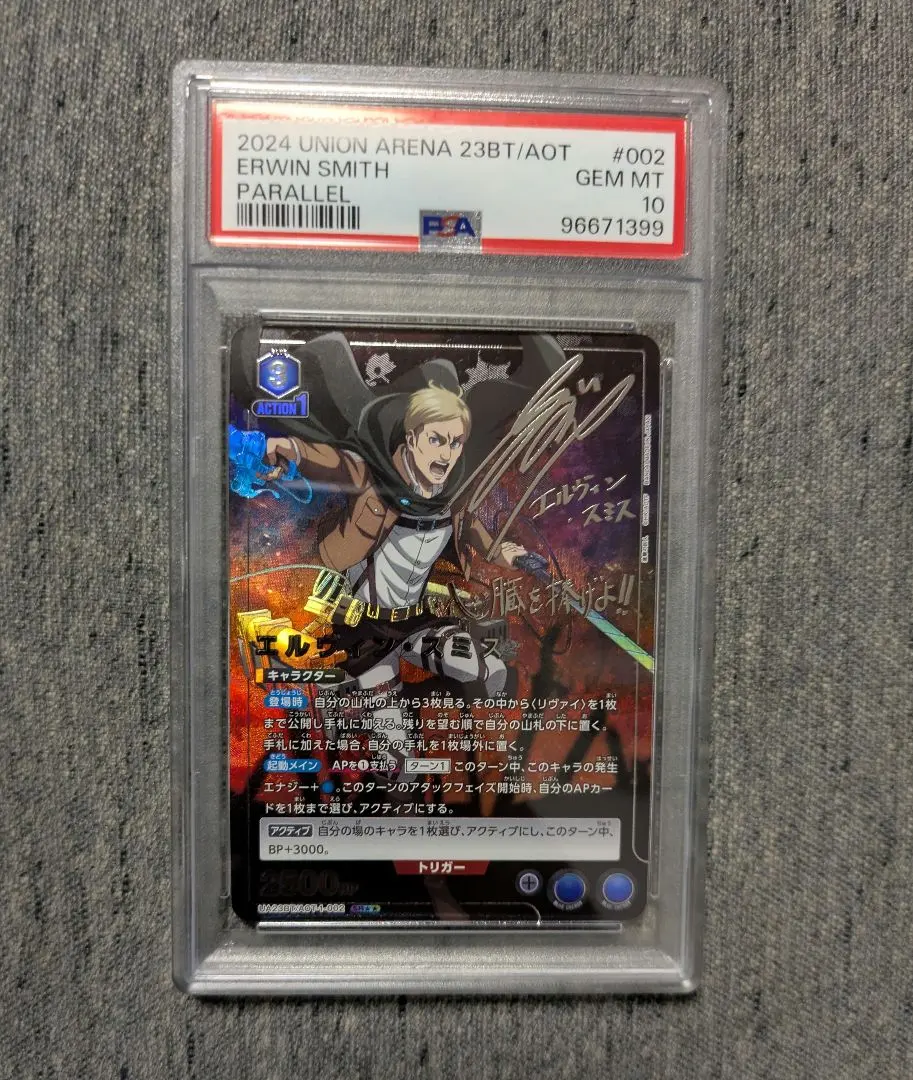 2024 UNION ARENA 23BT/AOT #002
ERWIN SMITH GEM MT
PARALLEL 10
PSA 96671399
9
ACTION 1
エルヴィン
・スミス
心臓を捧げよ!!
エルヴィン・スミス
キャラクター
登場時 自分の山札の上から3枚見る。その中から〈リヴァイ〉を1枚
まで公開し手札に加える。残りを望む順で自分の山札の下に置く。
手札に加えた場合、自分の手札を1枚場外に置く。
起動メイン APを1支払う ターン1 このターン中、このキャラの発生
エナジー+。このターンのアタックフェイズ開始時、自分のAPカー
ドを1枚まで選び、アクティブにする。
アクティブ 自分の場のキャラを1枚選び、アクティブにし、このターン中、
BP+3000。
トリガー
UA23BT/AOT-1-002 SR★★